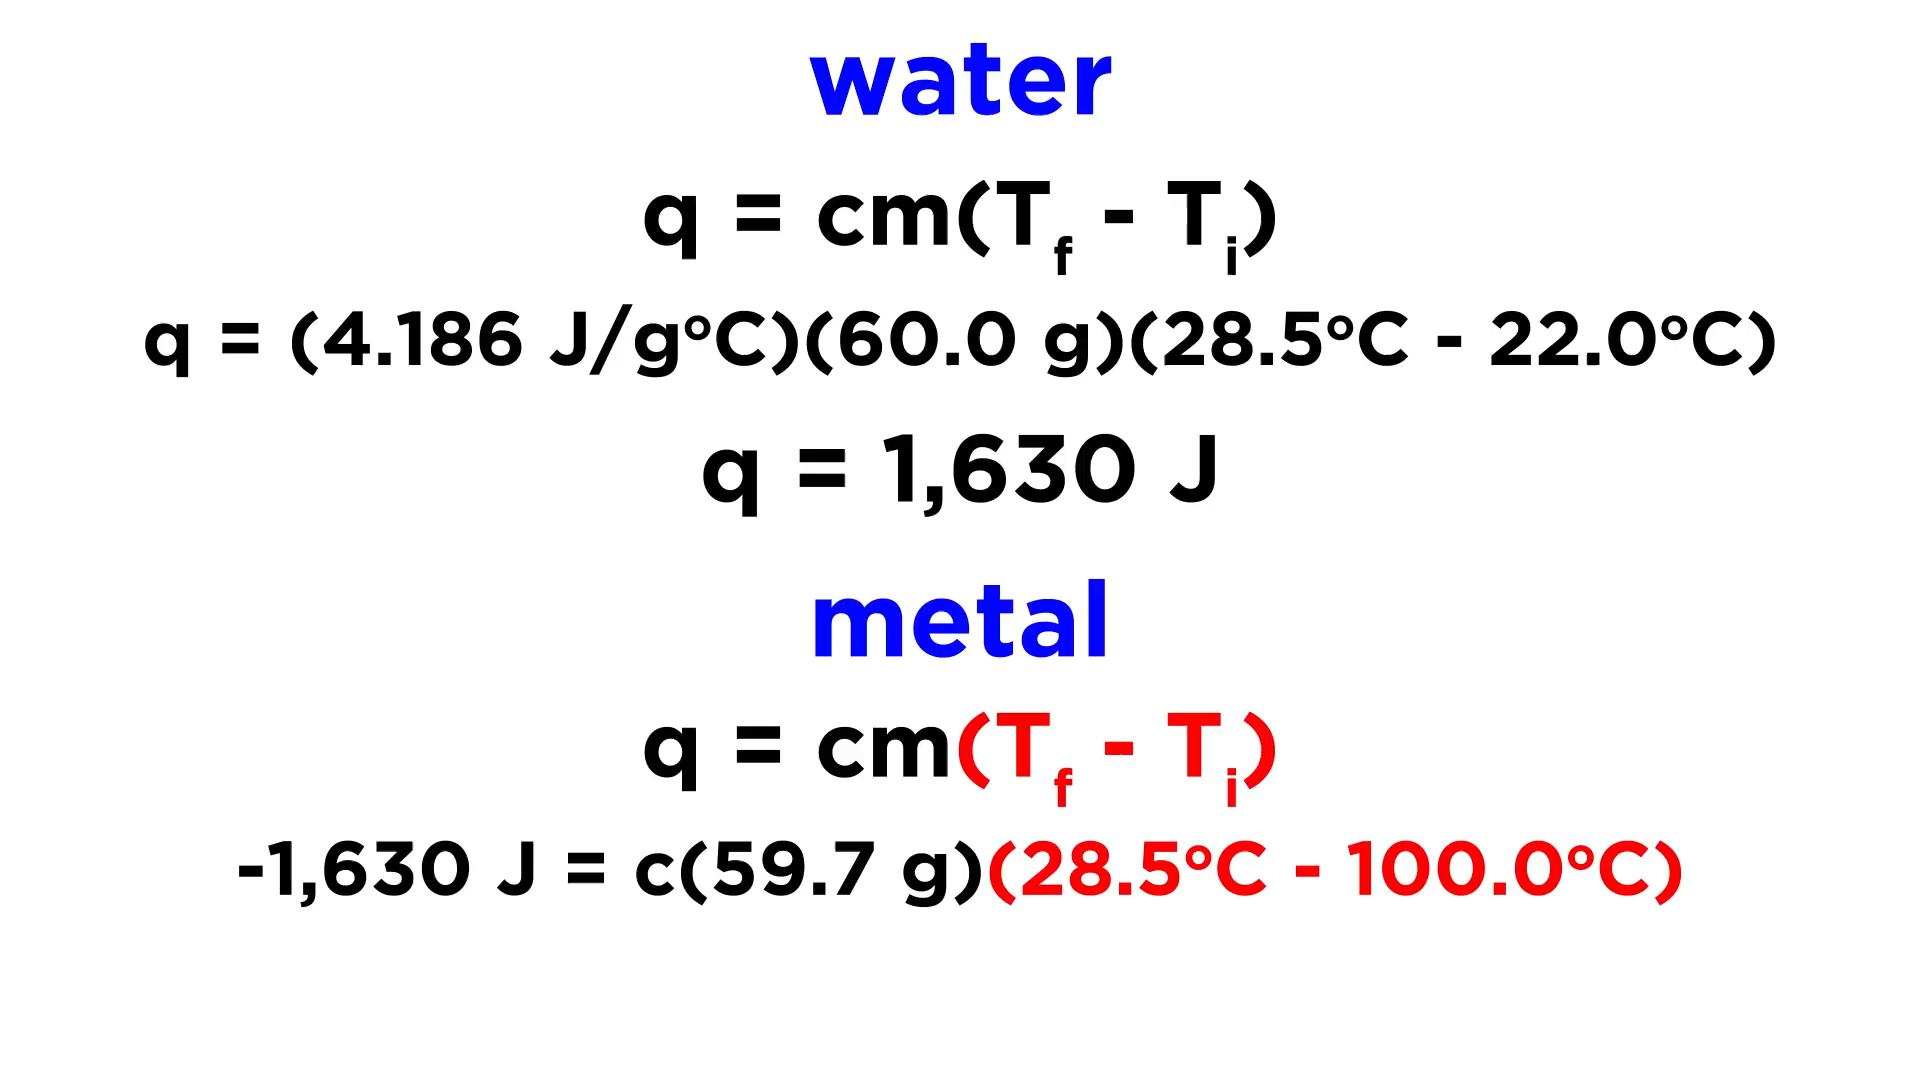 water
q = cm(Tf - Ti)
q = (4.186 J/g°C)(60.0 g)(28.5°C - 22.0°C)
q = 1,630 J
metal
q = cm(Tf - Ti)
-1,630 J = c(59.7 g)(28.5°C - 100.0°C)